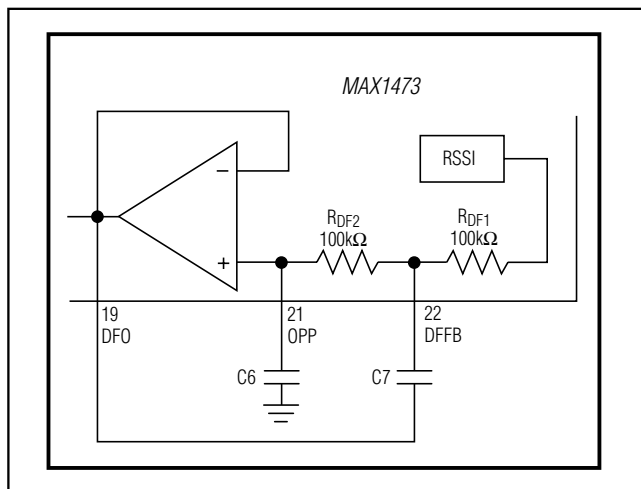 MAX1473
RSSI
RDF2
100kΩ
RDF1
100kΩ
−
+
19
DFO
21
OPP
22
DFFB
C6
C7